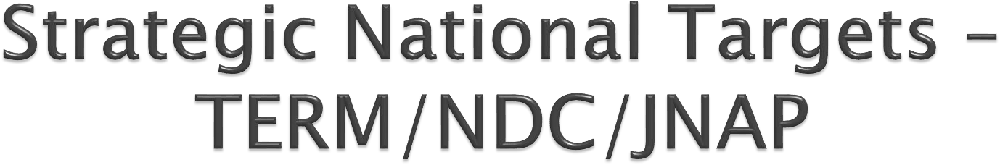 Strategic National Targets –
TERM/NDC/JNAP